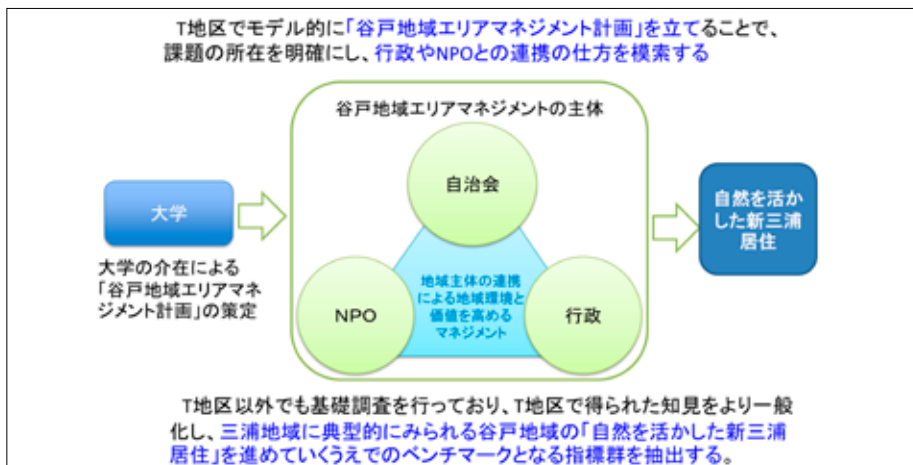 T地区でモデル的に「谷戸地域エリアマネジメント計画」を立てることで、
課題の所在を明確にし、行政やNPOとの連携の仕方を模索する
谷戸地域エリアマネジメントの主体
自治会
大学
自然を活か
した新三浦
居住
大学の介在による
「谷戸地域エリアマネ
ジメント計画」の策定
地域主体の連携
による地域環境と
価値を高める
マネジメント
NPO
行政
T地区以外でも基礎調査を行っており、T地区で得られた知見をより一般
化し、三浦地域に典型的にみられる谷戸地域の「自然を活かした新三浦
居住」を進めていくうえでのベンチマークとなる指標群を抽出する。